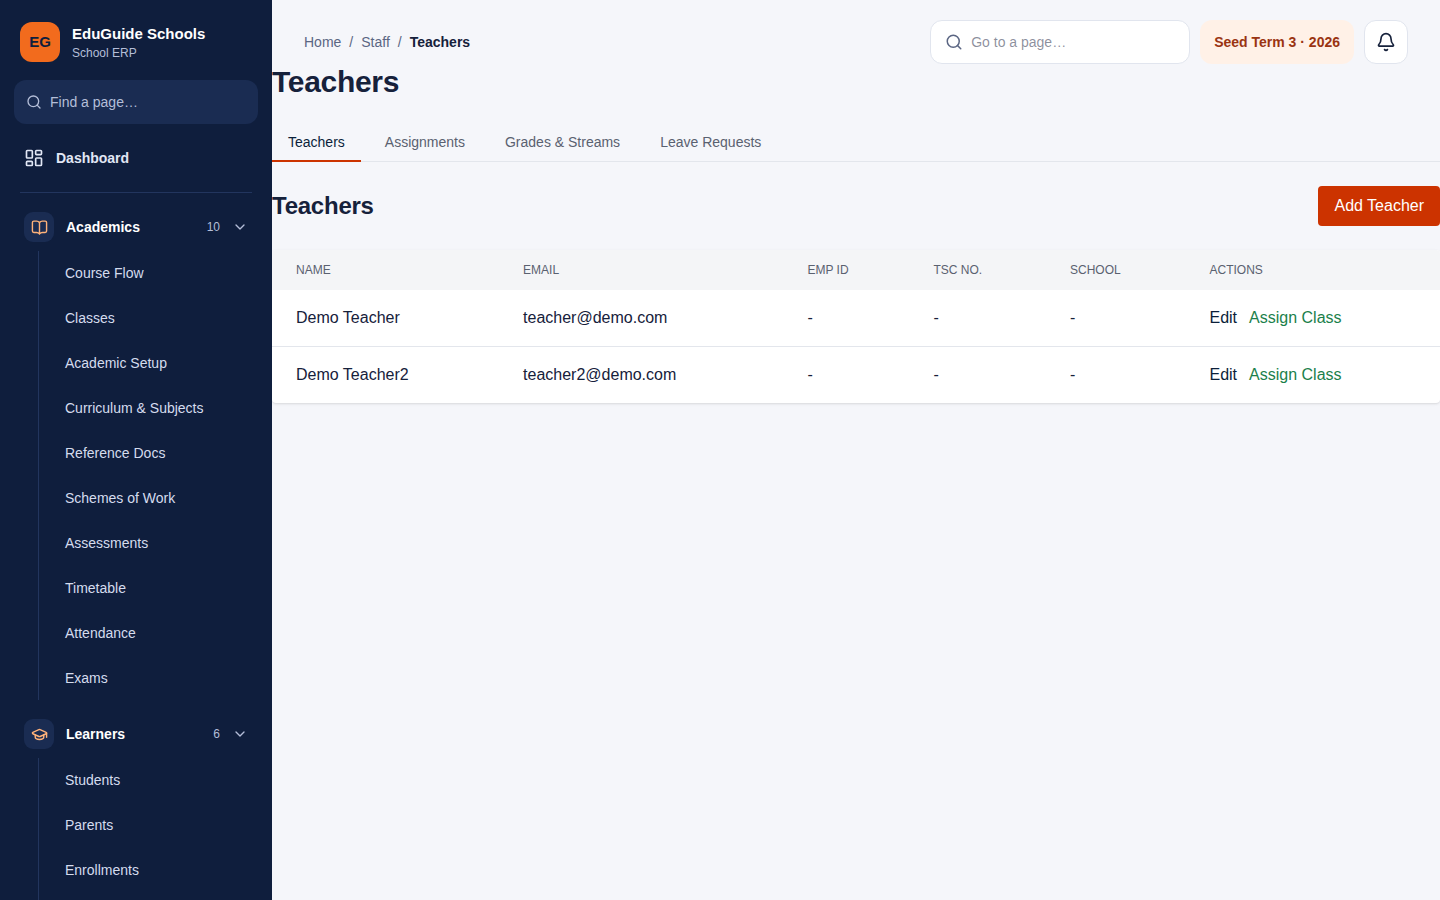 EG
EduGuide Schools
School ERP
Find a page…
Dashboard
Academics 10
Course Flow
Classes
Academic Setup
Curriculum & Subjects
Reference Docs
Schemes of Work
Assessments
Timetable
Attendance
Exams
Learners 6
Students
Parents
Enrollments
Home / Staff / Teachers
Go to a page…
Seed Term 3 · 2026
Teachers
Teachers Assignments Grades & Streams Leave Requests
Teachers
Add Teacher
NAME EMAIL EMP ID TSC NO. SCHOOL ACTIONS
Demo Teacher teacher@demo.com - - - Edit Assign Class
Demo Teacher2 teacher2@demo.com - - - Edit Assign Class